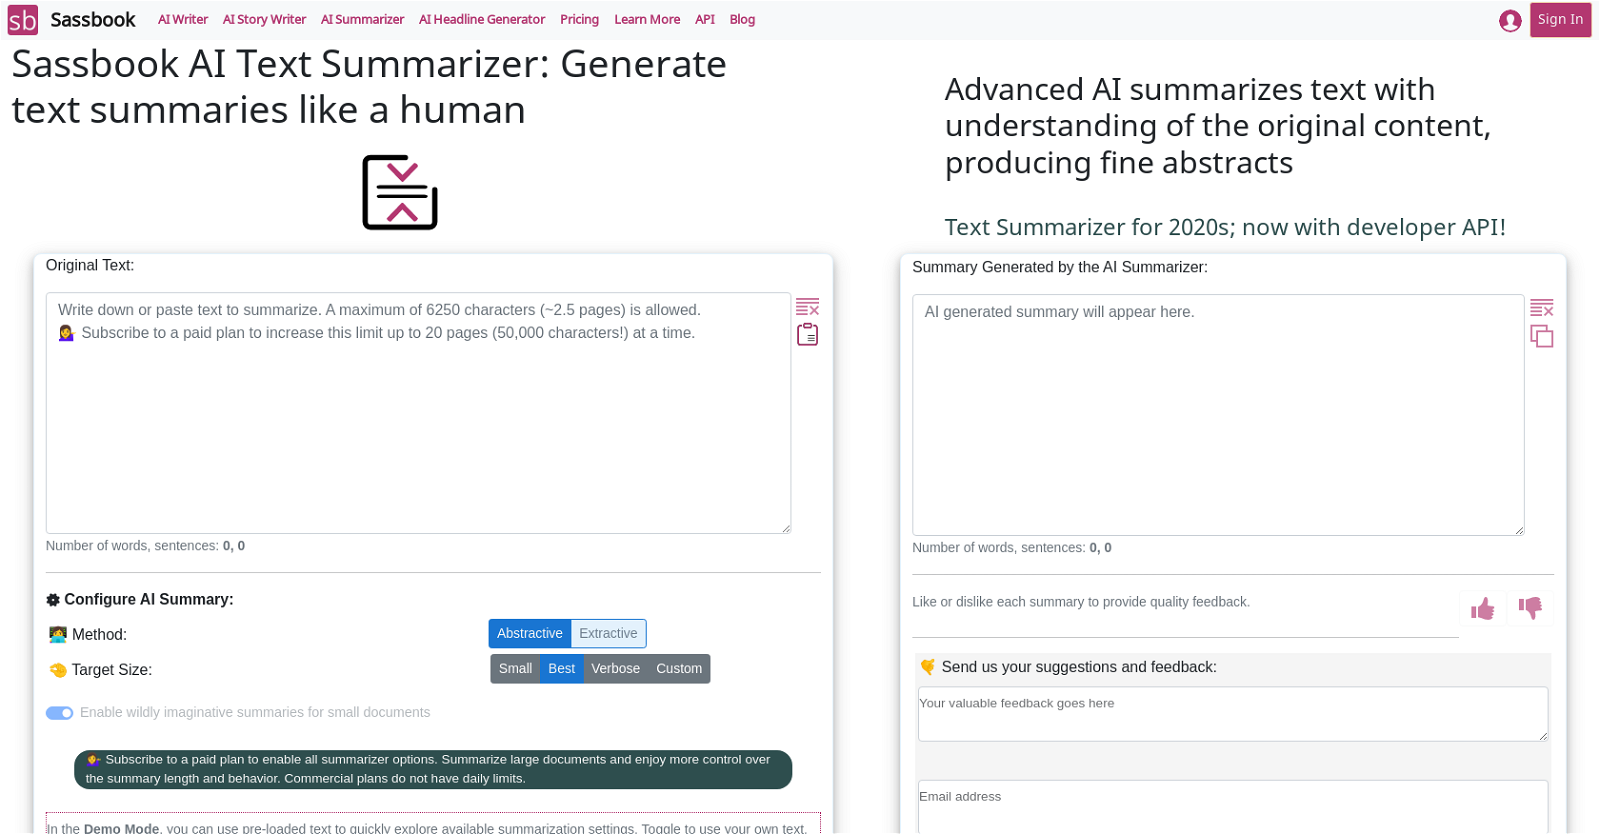 sb Sassbook AI Writer AI Story Writer AI Summarizer AI Headline Generator Pricing Learn More API Blog Sign In
Sassbook AI Text Summarizer: Generate
text summaries like a human
Advanced AI summarizes text with
understanding of the original content,
producing fine abstracts
Text Summarizer for 2020s; now with developer API!
Original Text:
Write down or paste text to summarize. A maximum of 6250 characters (~2.5 pages) is allowed.
💁‍♀️ Subscribe to a paid plan to increase this limit up to 20 pages (50,000 characters!) at a time.
Number of words, sentences: 0, 0
Configure AI Summary:
👩‍💻 Method: Abstractive Extractive
🤏 Target Size: Small Best Verbose Custom
Enable wildly imaginative summaries for small documents
💁‍♀️ Subscribe to a paid plan to enable all summarizer options. Summarize large documents and enjoy more control over
the summary length and behavior. Commercial plans do not have daily limits.
In the Demo Mode, you can use pre-loaded text to quickly explore available summarization settings. Toggle to use your own text.
Summary Generated by the AI Summarizer:
AI generated summary will appear here.
Number of words, sentences: 0, 0
Like or dislike each summary to provide quality feedback.
Send us your suggestions and feedback:
Your valuable feedback goes here
Email address